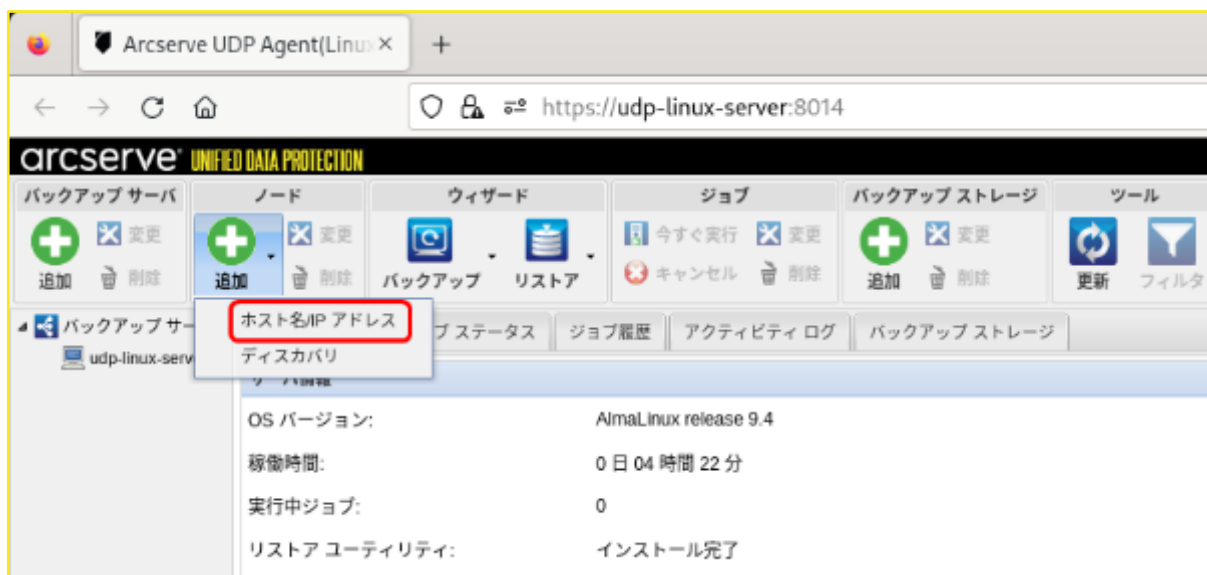 Arcserve UDP Agent(Linu
https://udp-linux-server:8014
arcserve UNIFIED DATA PROTECTION
バックアップ サーバ ノード ウィザード ジョブ バックアップ ストレージ ツール
変更 変更 今すぐ実行 変更 変更
追加 削除 追加 削除 バックアップ リストア キャンセル 削除 追加 削除 更新 フィルタ
ホスト名/IP アドレス
ディスカバリ
バックアップ サー
プ ステータス ジョブ履歴 アクティビティ ログ バックアップ ストレージ
udp-linux-serv
OS バージョン: AlmaLinux release 9.4
稼働時間: 0 日 04 時間 22 分
実行中ジョブ: 0
リストア ユーティリティ: インストール完了